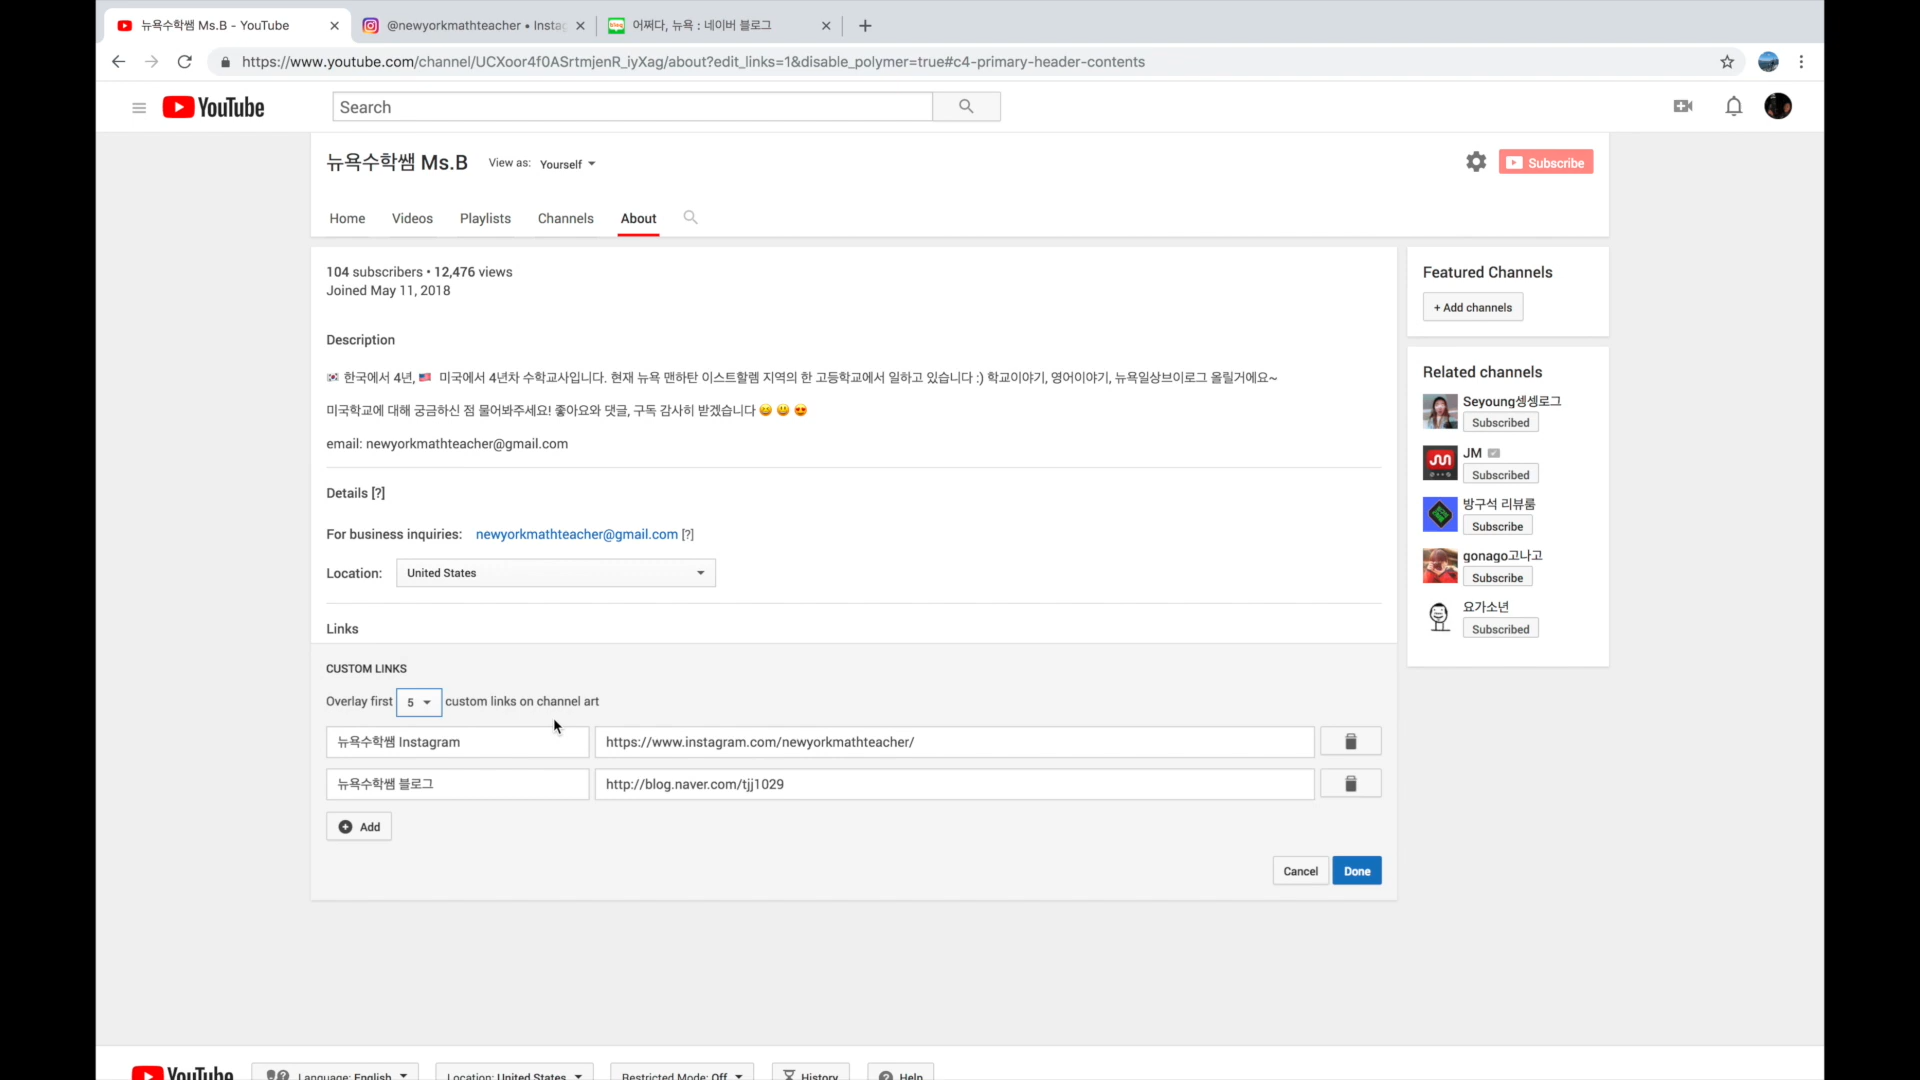 뉴욕수학쌤 Ms.B - YouTube
@newyorkmathteacher • Insta
어쩌다, 뉴욕 : 네이버 블로그
https://www.youtube.com/channel/UCXoor4f0ASrtmjenR_iyXag/about?edit_links=1&disable_polymer=true#c4-primary-header-contents
YouTube
Search
뉴욕수학쌤 Ms.B
View as: Yourself
Subscribe
Home Videos Playlists Channels About
104 subscribers • 12,476 views
Joined May 11, 2018
Description
🇰🇷 한국에서 4년, 🇺🇸 미국에서 4년차 수학교사입니다. 현재 뉴욕 맨하탄 이스트할렘 지역의 한 고등학교에서 일하고 있습니다 :) 학교이야기, 영어이야기, 뉴욕일상브이로그 올릴거에요~
미국학교에 대해 궁금하신 점 물어봐주세요! 좋아요와 댓글, 구독 감사히 받겠습니다 😄 😃 😍
email: newyorkmathteacher@gmail.com
Details [?]
For business inquiries: newyorkmathteacher@gmail.com [?]
Location: United States
Links
CUSTOM LINKS
Overlay first 5 custom links on channel art
뉴욕수학쌤 Instagram https://www.instagram.com/newyorkmathteacher/
뉴욕수학쌤 블로그 http://blog.naver.com/tjj1029
Add
Cancel Done
Featured Channels
+ Add channels
Related channels
Seyoung셍셍로그
Subscribed
JM
Subscribed
방구석 리뷰룸
Subscribe
gonago고나고
Subscribe
요가소년
Subscribed
YouTube Language: English Location: United States Restricted Mode: Off History Help